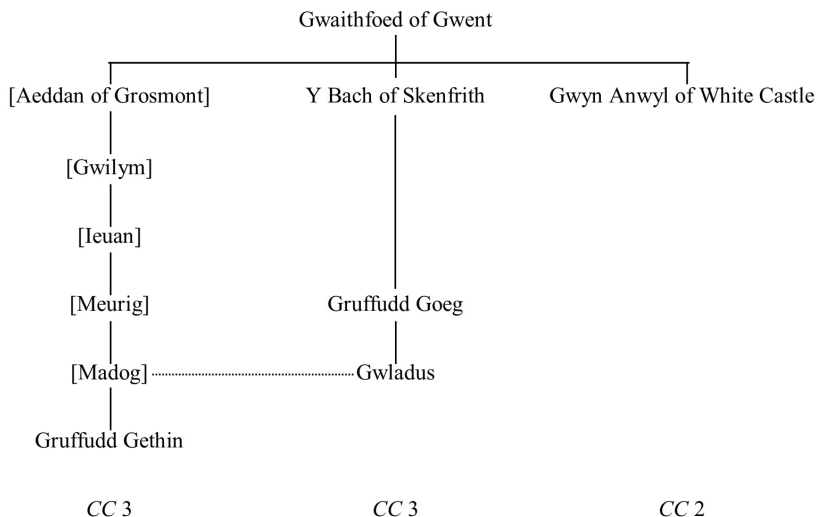 Gwaithfoed of Gwent
[Aeddan of Grosmont] Y Bach of Skenfrith Gwyn Anwyl of White Castle
[Gwilym]
[Ieuan]
[Meurig] Gruffudd Goeg
[Madog] Gwladus
Gruffudd Gethin
CC 3 CC 3 CC 2